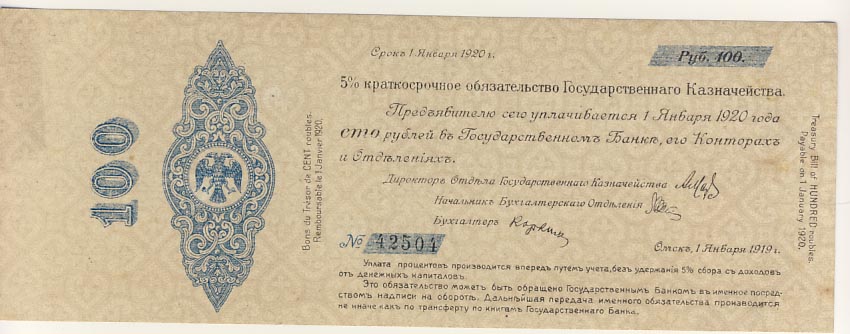 100
Bons du Trésor de CENT roubles.
Remboursable le 1 Janvier 1920.
Срокъ 1 Января 1920 г.
Руб. 100.
5% краткосрочное обязательство Государственнаго Казначейства.
Предъявителю сего уплачивается 1 Января 1920 года
сто рублей въ Государственномъ Банкѣ, его Конторахъ
и Отдѣленіяхъ.
Директоръ Отдѣла Государственнаго Казначейства
Начальникъ Бухгалтерскаго Отдѣленія
Бухгалтеръ
№ 42504
Омскъ, 1 Января 1919 г.
Уплата процентовъ производится впередъ путемъ учета, безъ удержанія 5% сбора съ доходовъ
отъ денежныхъ капиталовъ.
Это обязательство можетъ быть обращено Государственнымъ Банкомъ въ именное посред-
ствомъ надписи на оборотѣ. Дальнѣйшая передача именного обязательства производится
не иначе какъ по трансферту по книгамъ Государственнаго Банка.
Treasury Bill of HUNDRED roubles.
Payable on 1 January 1920.